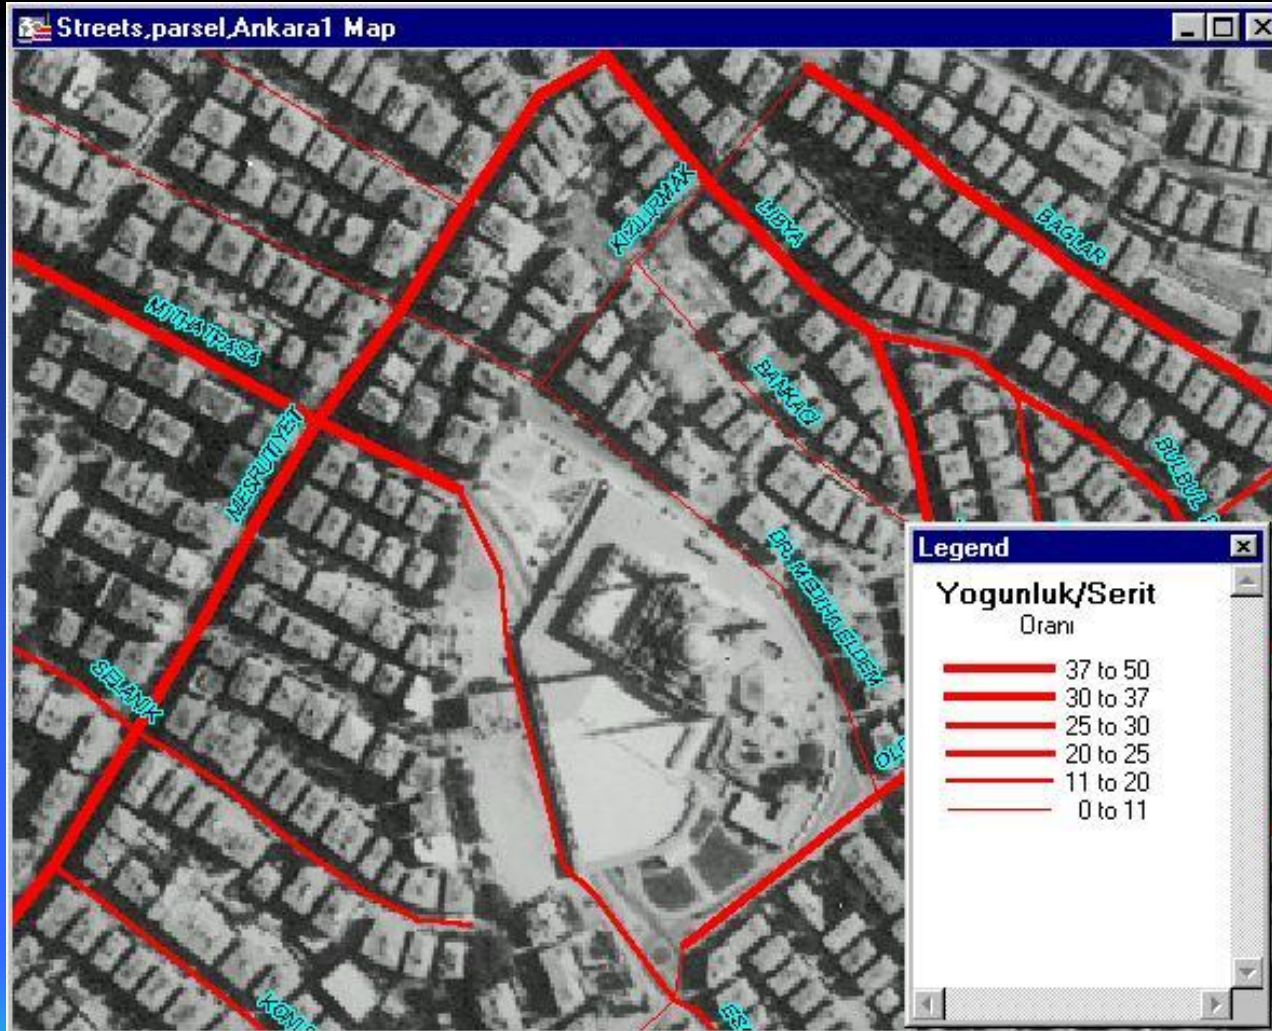 Streets,parsel,Ankara1 Map
KIZILIRMAK
LIBYA
BAGLAR
MITHATPASA
BANKACI
MESRUTIYET
BULBUL
DR. MEDIHA ELDEM
SELANIK
Legend
Yogunluk/Serit
Oranı
37 to 50
30 to 37
25 to 30
20 to 25
11 to 20
0 to 11